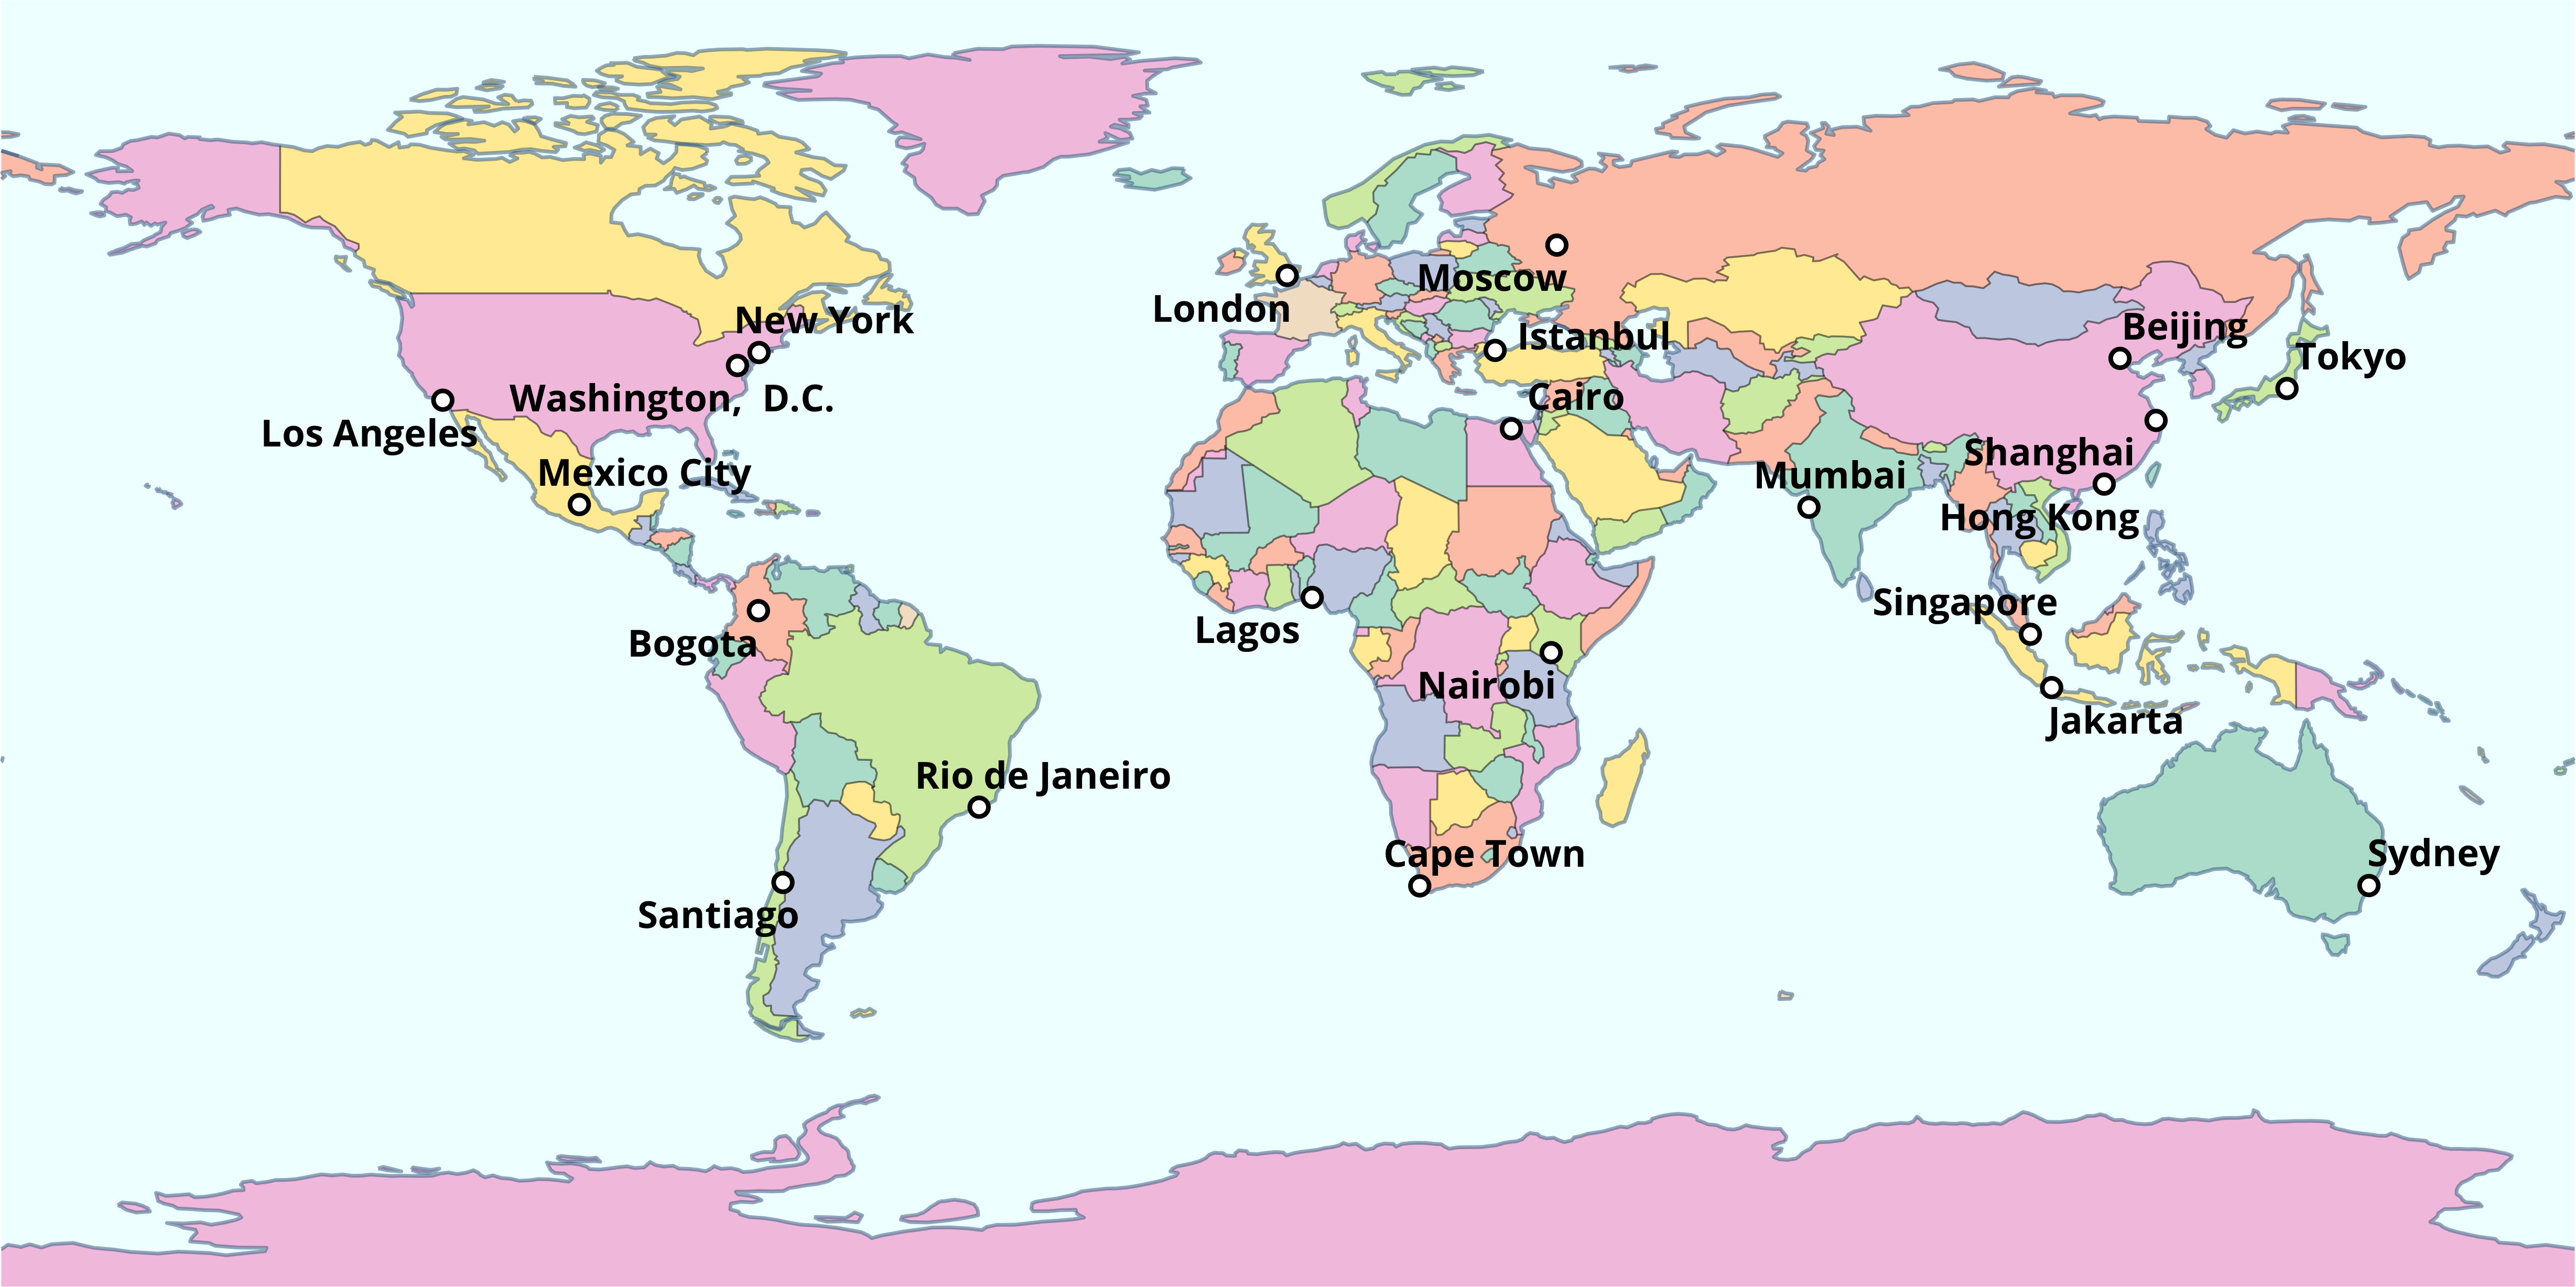 Moscow
London
New York
Beijing
Istanbul
Tokyo
Cairo
Washington, D.C.
Los Angeles
Shanghai
Mexico City
Mumbai
Hong Kong
Singapore
Lagos
Bogota
Nairobi
Jakarta
Rio de Janeiro
Cape Town
Sydney
Santiago